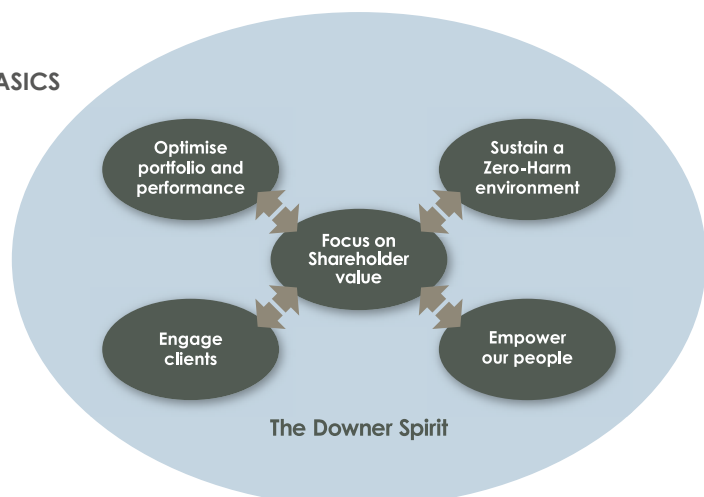 ASICS
Optimise
portfolio and
performance
Sustain a
Zero-Harm
environment
Focus on
Shareholder
value
Engage
clients
Empower
our people
The Downer Spirit